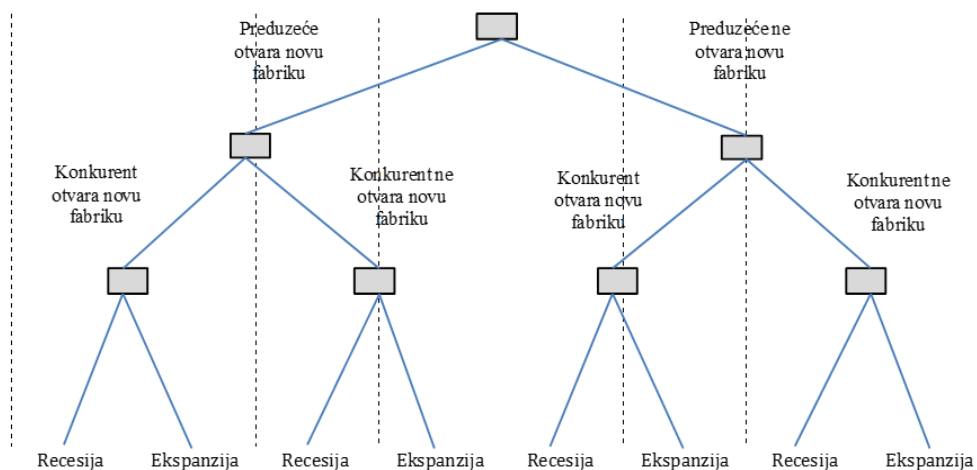 Preduzeće
otvara novu
fabriku
Preduzeće ne
otvara novu
fabriku
Konkurent
otvara novu
fabriku
Konkurent ne
otvara novu
fabriku
Konkurent
otvara novu
fabriku
Konkurent ne
otvara novu
fabriku
Recesija
Ekspanzija
Recesija
Ekspanzija
Recesija
Ekspanzija
Recesija
Ekspanzija